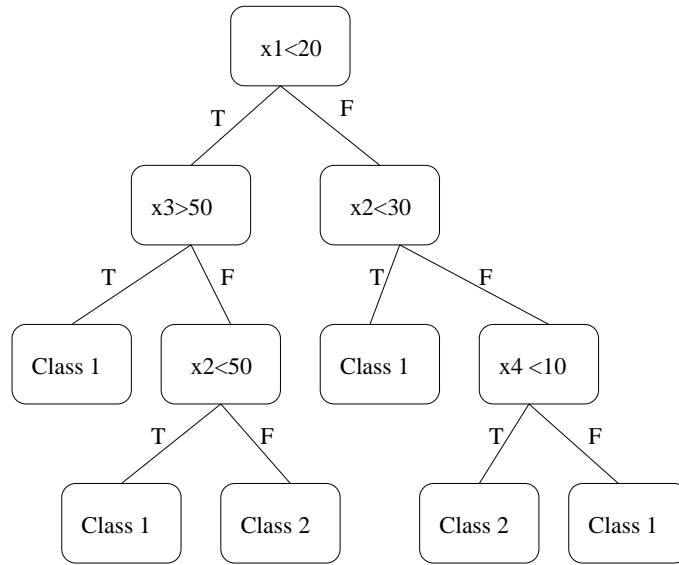 x1<20
T
F
x3>50
x2<30
T
F
T
F
Class 1
x2<50
Class 1
x4 <10
T
F
T
F
Class 1
Class 2
Class 2
Class 1